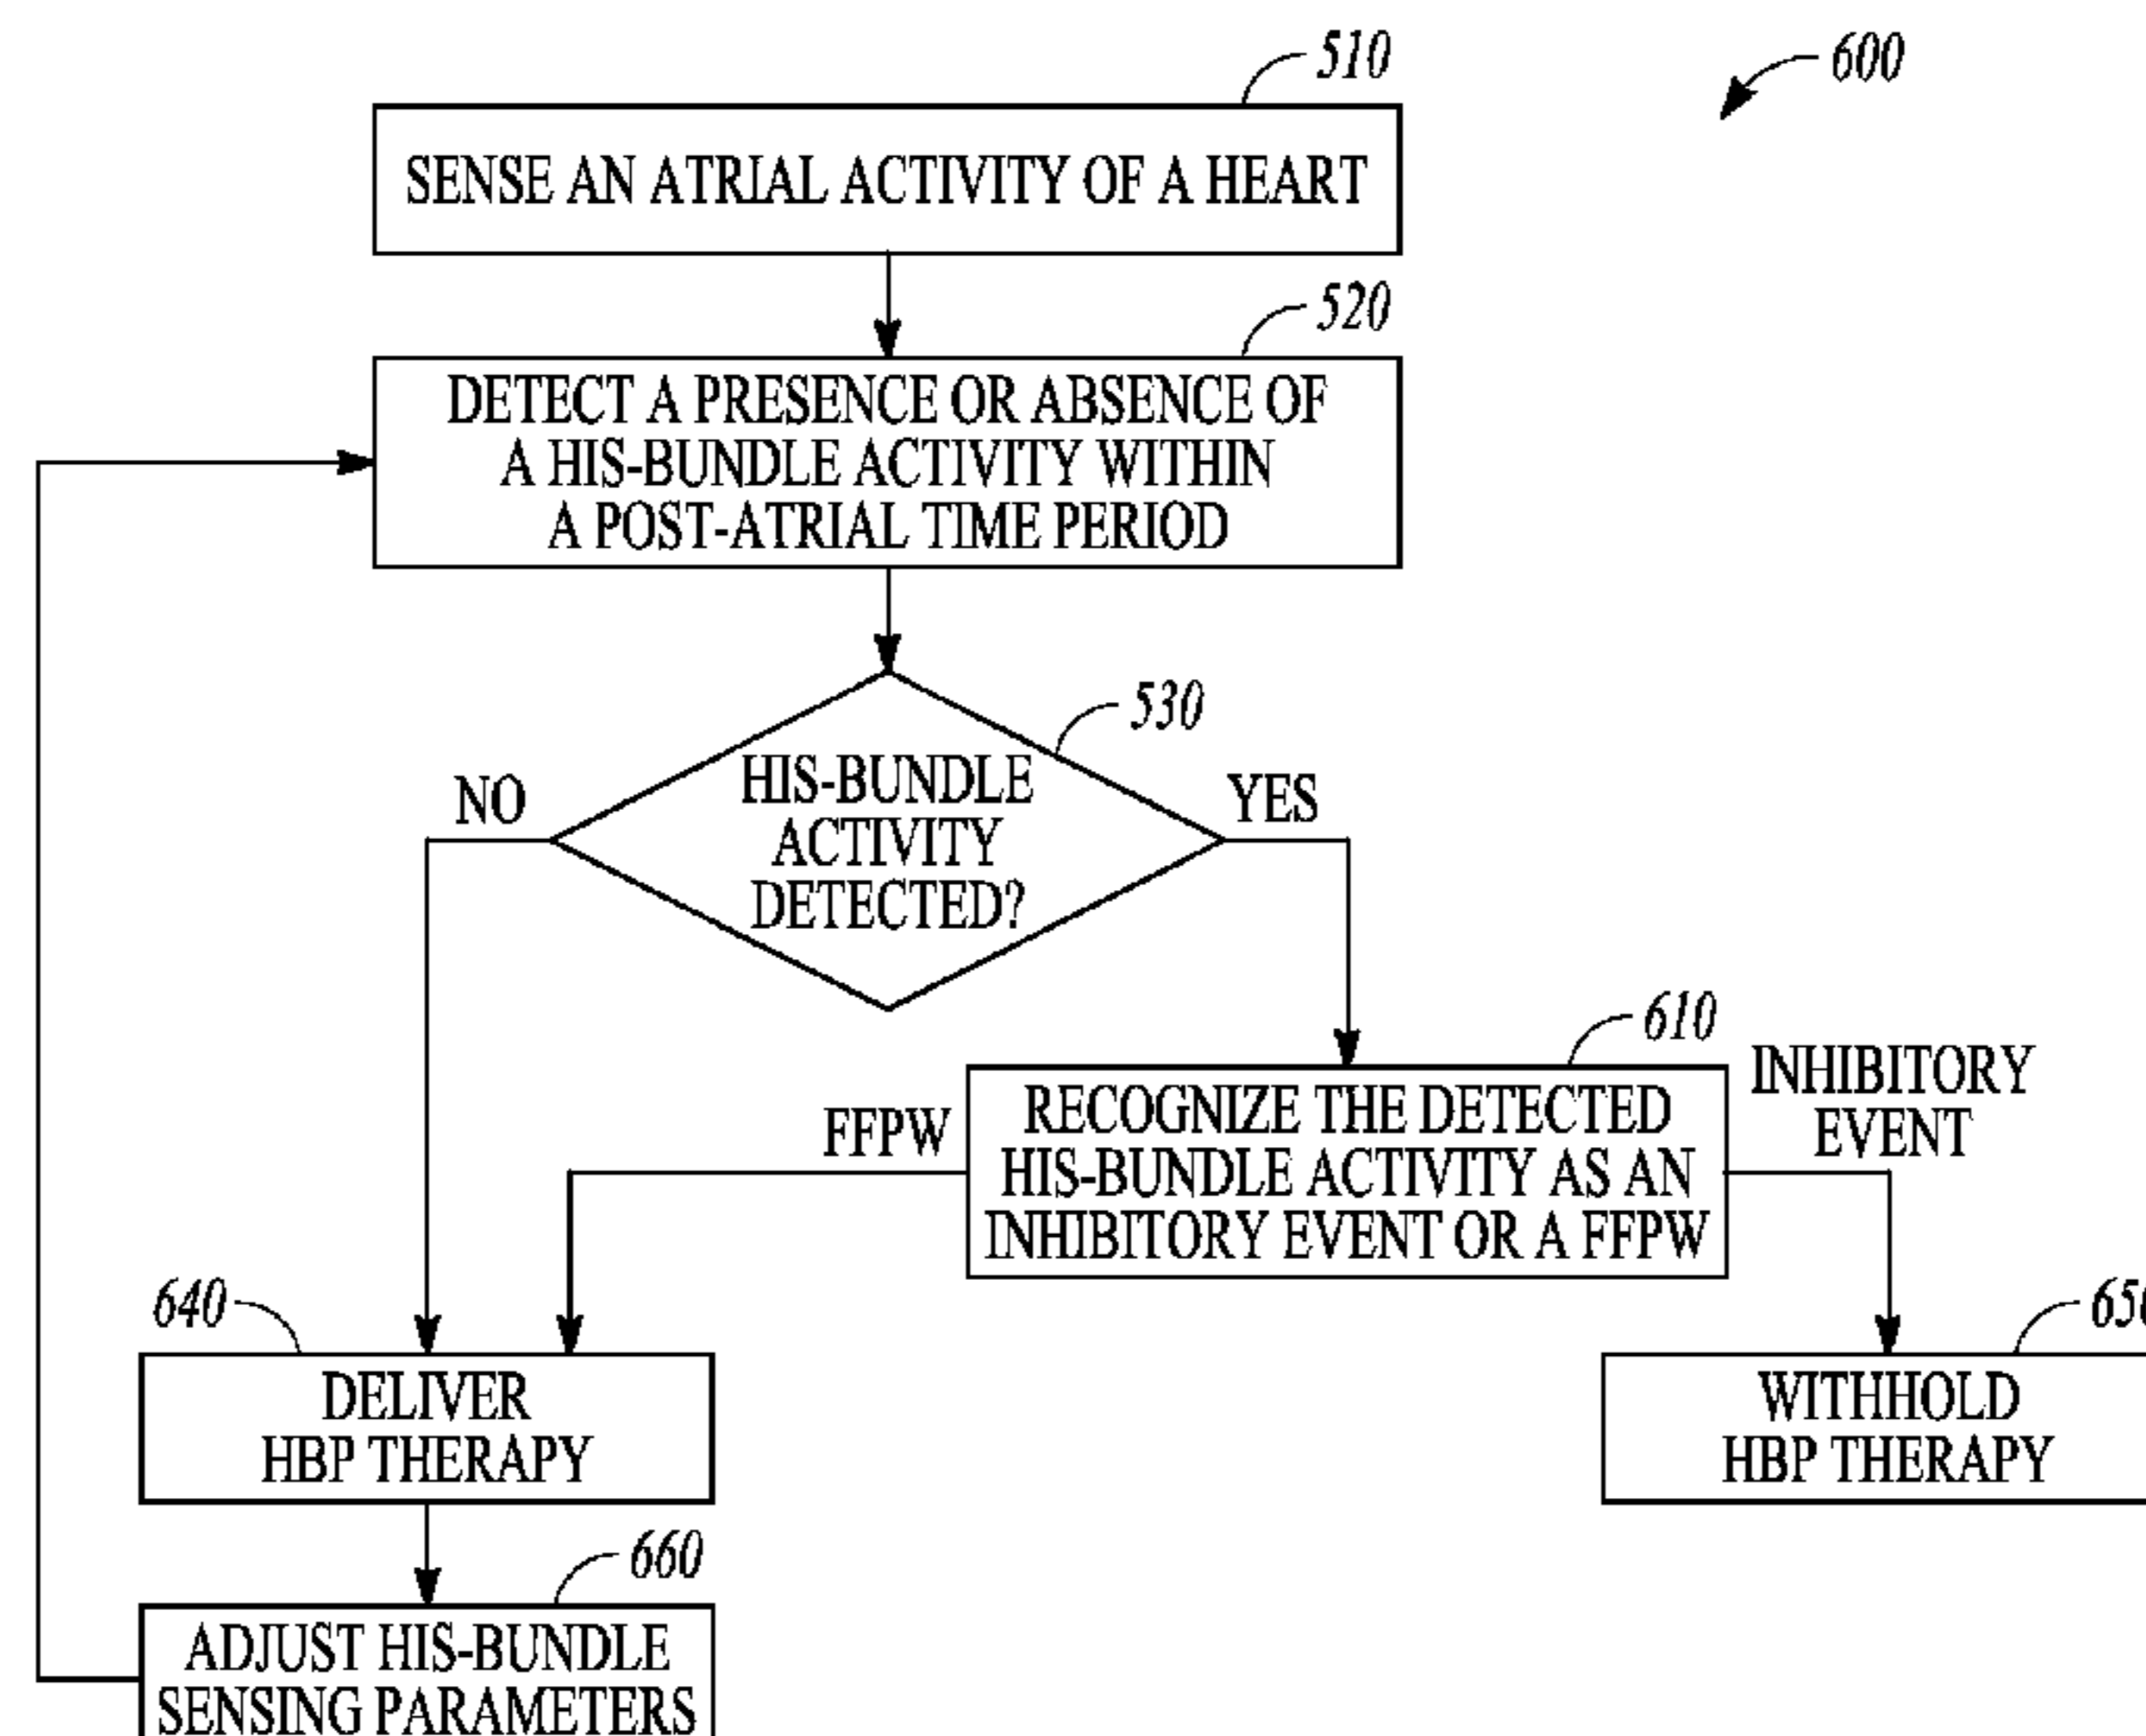 510
600
SENSE AN ATRIAL ACTIVITY OF A HEART
520
DETECT A PRESENCE OR ABSENCE OF
A HIS-BUNDLE ACTIVITY WITHIN
A POST-ATRIAL TIME PERIOD
530
NO
HIS-BUNDLE
ACTIVITY
DETECTED?
YES
610
FFPW
RECOGNIZE THE DETECTED
HIS-BUNDLE ACTIVITY AS AN
INHIBITORY EVENT OR A FFPW
INHIBITORY
EVENT
640
DELIVER
HBP THERAPY
WITHHOLD
HBP THERAPY
660
ADJUST HIS-BUNDLE
SENSING PARAMETERS